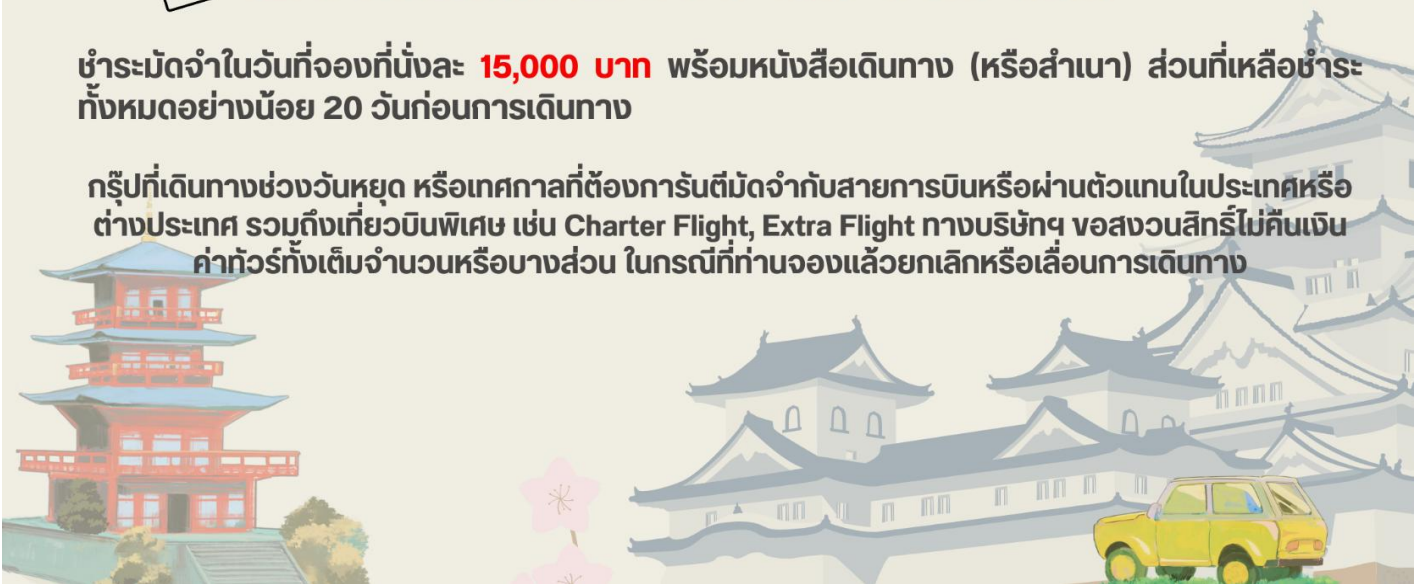 ชำระมัดจำในวันที่จองที่นั่งละ 15,000 บาท พร้อมหนังสือเดินทาง (หรือสำเนา) ส่วนที่เหลือชำระ
ทั้งหมดอย่างน้อย 20 วันก่อนการเดินทาง
กรุ๊ปที่เดินทางช่วงวันหยุด หรือเทศกาลที่ต้องการันตีมัดจำกับสายการบินหรือผ่านตัวแทนในประเทศหรือ
ต่างประเทศ รวมถึงเที่ยวบินพิเศษ เช่น Charter Flight, Extra Flight ทางบริษัทฯ ขอสงวนสิทธิ์ไม่คืนเงิน
ค่าทัวร์ทั้งเต็มจำนวนหรือบางส่วน ในกรณีที่ท่านจองแล้วยกเลิกหรือเลื่อนการเดินทาง